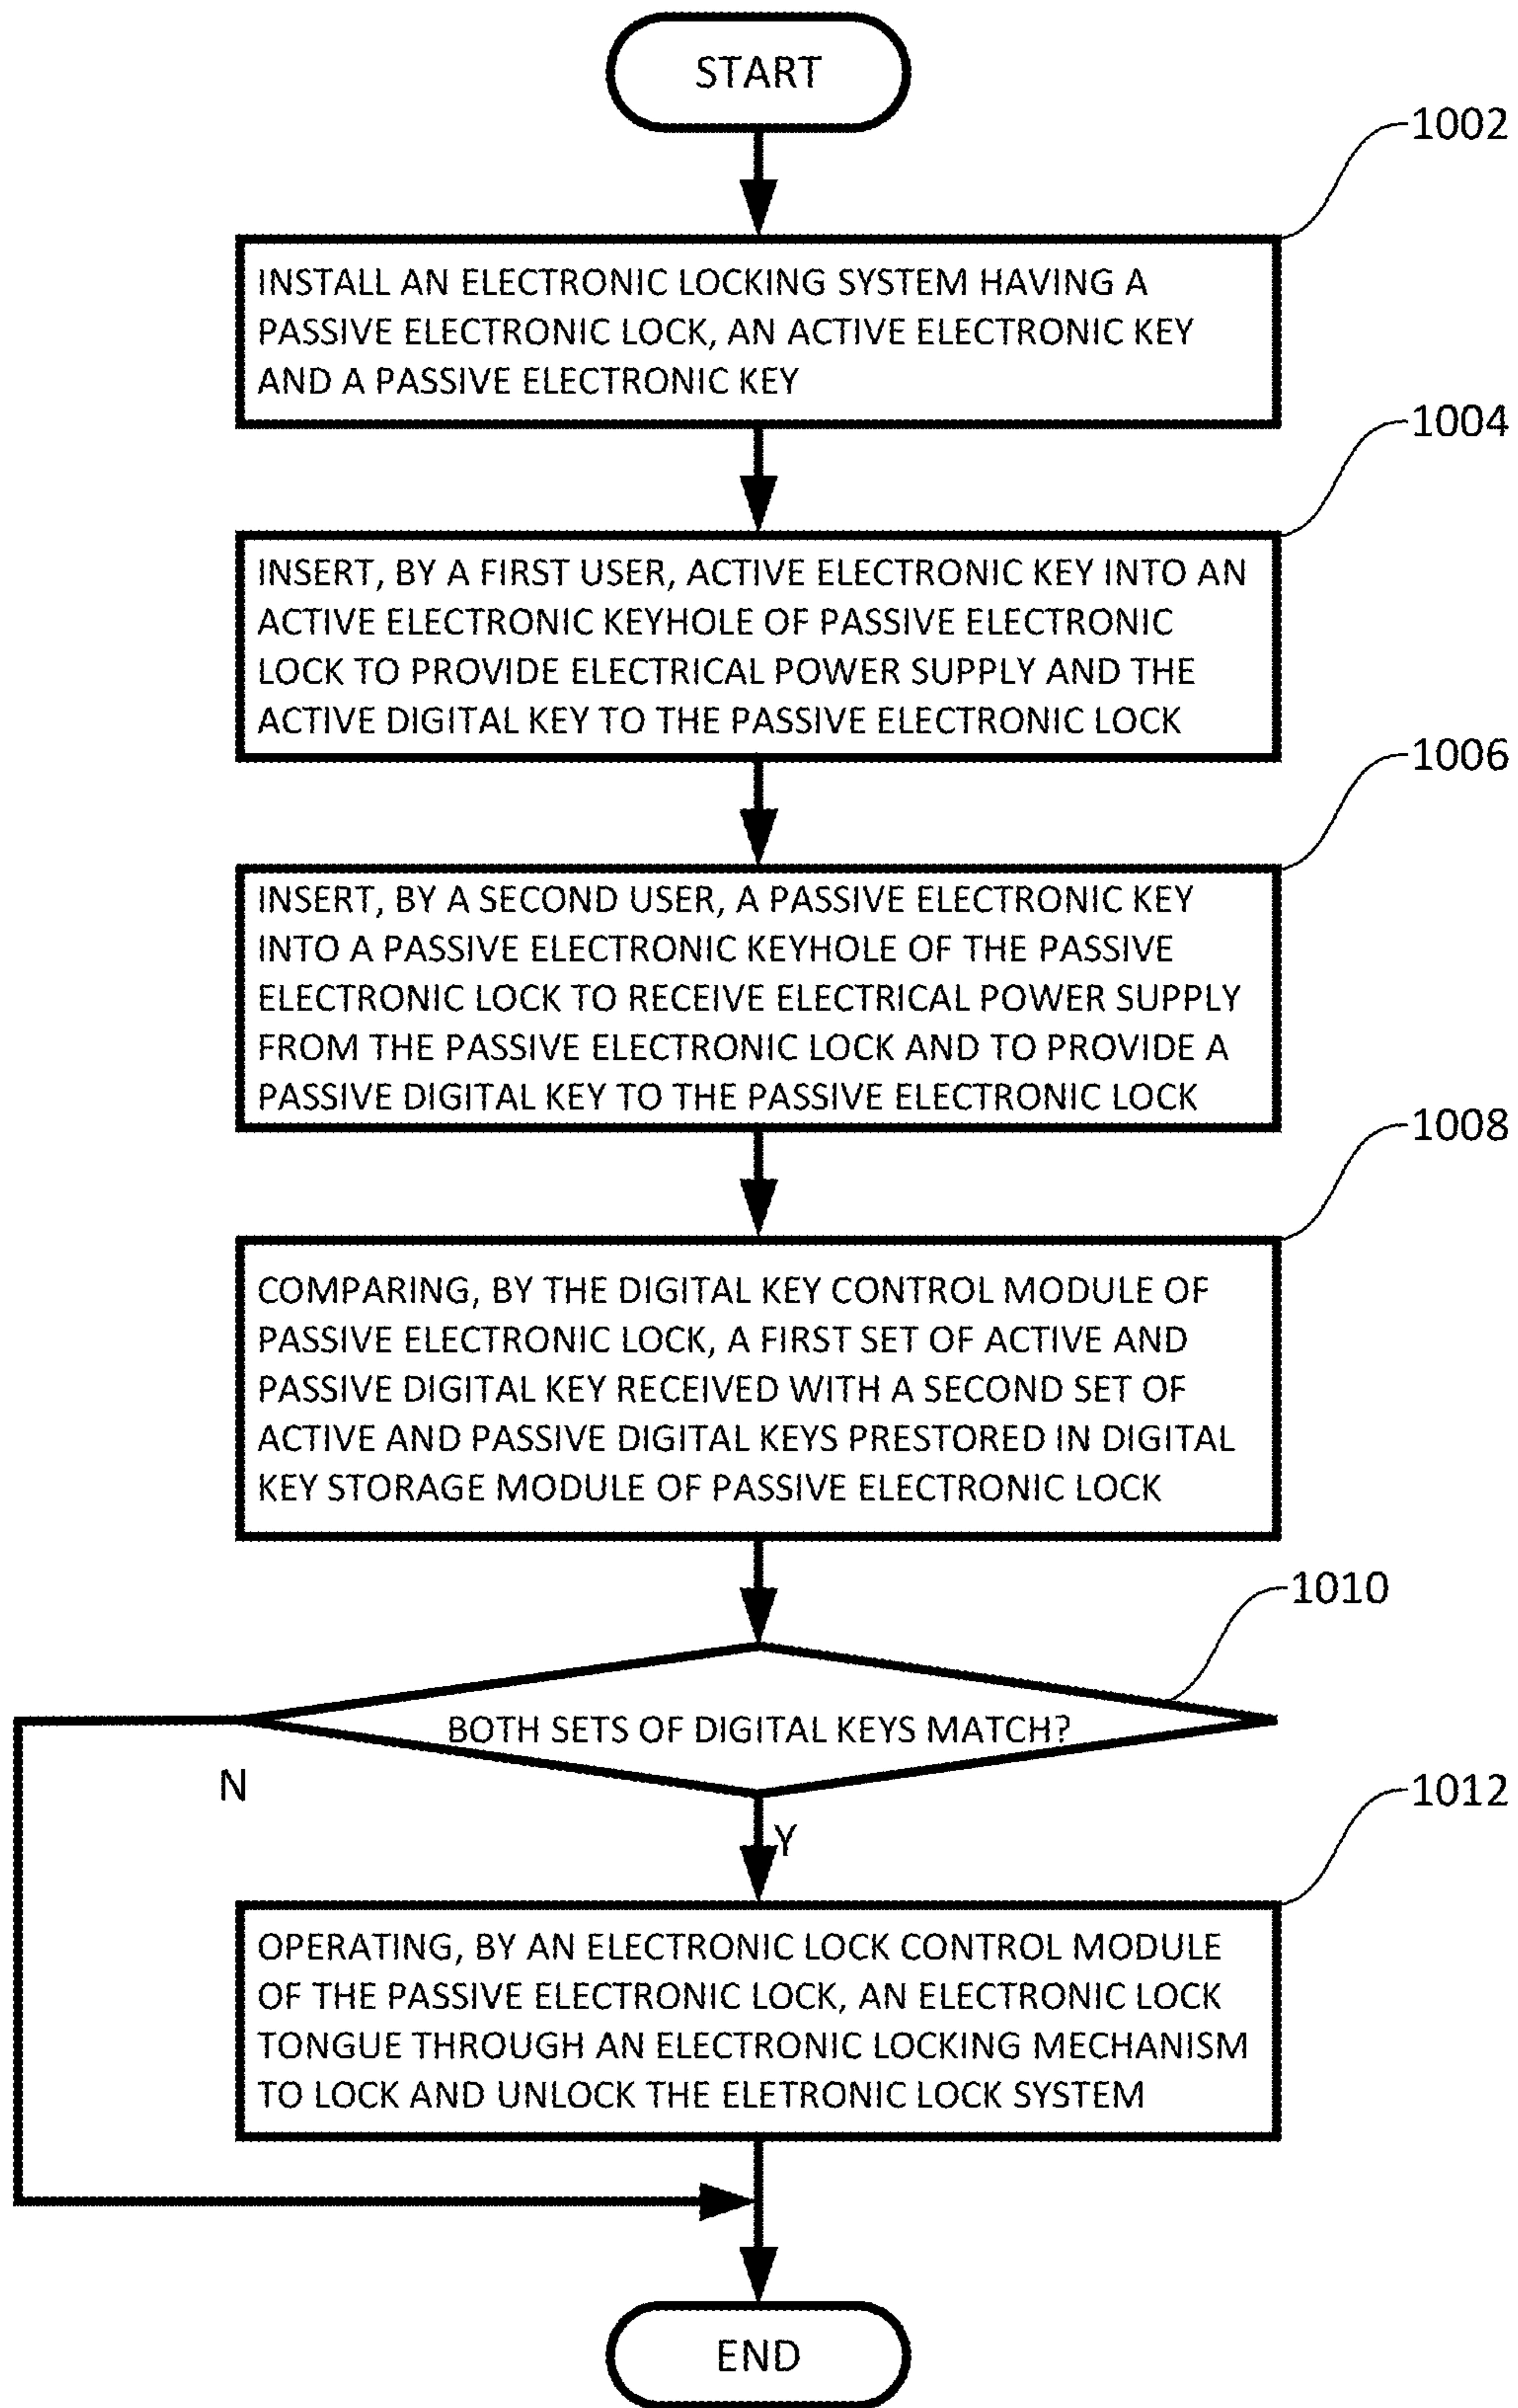 START
1002
INSTALL AN ELECTRONIC LOCKING SYSTEM HAVING A
PASSIVE ELECTRONIC LOCK, AN ACTIVE ELECTRONIC KEY
AND A PASSIVE ELECTRONIC KEY
1004
INSERT, BY A FIRST USER, ACTIVE ELECTRONIC KEY INTO AN
ACTIVE ELECTRONIC KEYHOLE OF PASSIVE ELECTRONIC
LOCK TO PROVIDE ELECTRICAL POWER SUPPLY AND THE
ACTIVE DIGITAL KEY TO THE PASSIVE ELECTRONIC LOCK
1006
INSERT, BY A SECOND USER, A PASSIVE ELECTRONIC KEY
INTO A PASSIVE ELECTRONIC KEYHOLE OF THE PASSIVE
ELECTRONIC LOCK TO RECEIVE ELECTRICAL POWER SUPPLY
FROM THE PASSIVE ELECTRONIC LOCK AND TO PROVIDE A
PASSIVE DIGITAL KEY TO THE PASSIVE ELECTRONIC LOCK
1008
COMPARING, BY THE DIGITAL KEY CONTROL MODULE OF
PASSIVE ELECTRONIC LOCK, A FIRST SET OF ACTIVE AND
PASSIVE DIGITAL KEY RECEIVED WITH A SECOND SET OF
ACTIVE AND PASSIVE DIGITAL KEYS PRESTORED IN DIGITAL
KEY STORAGE MODULE OF PASSIVE ELECTRONIC LOCK
1010
BOTH SETS OF DIGITAL KEYS MATCH?
N
Y
1012
OPERATING, BY AN ELECTRONIC LOCK CONTROL MODULE
OF THE PASSIVE ELECTRONIC LOCK, AN ELECTRONIC LOCK
TONGUE THROUGH AN ELECTRONIC LOCKING MECHANISM
TO LOCK AND UNLOCK THE ELETRONIC LOCK SYSTEM
END